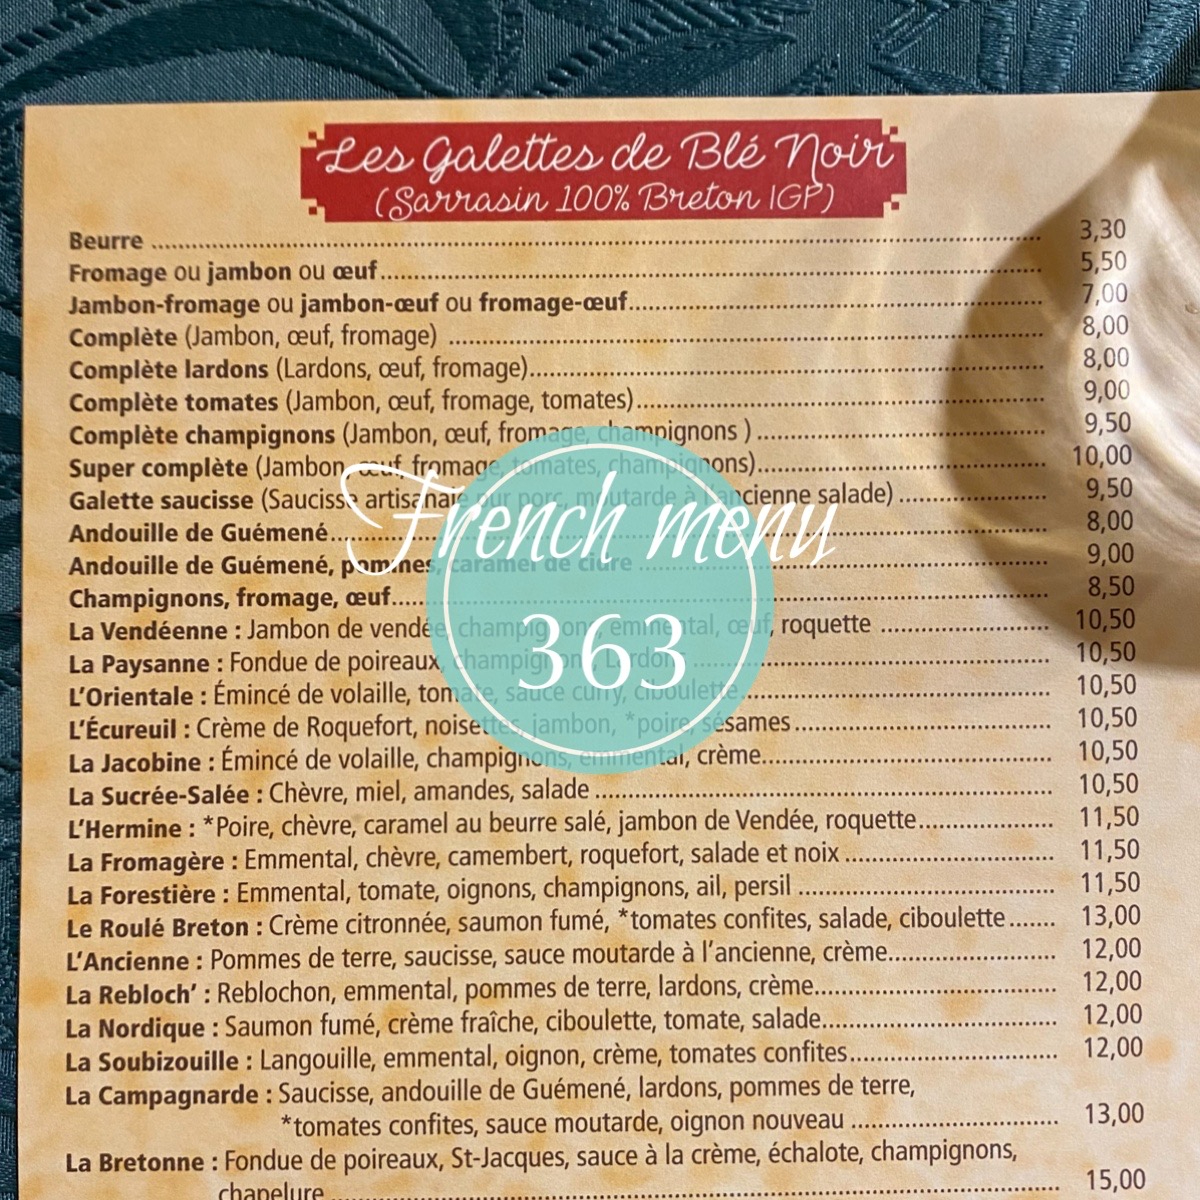 Les Galettes de Blé Noir
(Sarrasin 100% Breton IGP)
Beurre 3,30
Fromage ou jambon ou œuf 5,50
Jambon-fromage ou jambon-œuf ou fromage-œuf 7,00
Complète (Jambon, œuf, fromage) 8,00
Complète lardons (Lardons, œuf, fromage) 8,00
Complète tomates (Jambon, œuf, fromage, tomates) 9,00
Complète champignons (Jambon, œuf, fromage, champignons ) 9,50
Super complète (Jambon, œuf, fromage, tomates, champignons) 10,00
Galette saucisse (Saucisse artisanale pur porc, moutarde à l'ancienne salade) 9,50
Andouille de Guémené 8,00
Andouille de Guémené, pommes, caramel de cidre 9,00
Champignons, fromage, œuf 8,50
La Vendéenne : Jambon de vendée, champignons, emmental, œuf, roquette 10,50
La Paysanne : Fondue de poireaux, champignons, Lardons 10,50
L'Orientale : Émincé de volaille, tomate, sauce curry, ciboulette 10,50
L'Écureuil : Crème de Roquefort, noisettes, jambon, *poire, sésames 10,50
La Jacobine : Émincé de volaille, champignons, emmental, crème 10,50
La Sucrée-Salée : Chèvre, miel, amandes, salade 10,50
L'Hermine : *Poire, chèvre, caramel au beurre salé, jambon de Vendée, roquette 11,50
La Fromagère : Emmental, chèvre, camembert, roquefort, salade et noix 11,50
La Forestière : Emmental, tomate, oignons, champignons, ail, persil 11,50
Le Roulé Breton : Crème citronnée, saumon fumé, *tomates confites, salade, ciboulette 13,00
L'Ancienne : Pommes de terre, saucisse, sauce moutarde à l'ancienne, crème 12,00
La Rebloch' : Reblochon, emmental, pommes de terre, lardons, crème 12,00
La Nordique : Saumon fumé, crème fraîche, ciboulette, tomate, salade 12,00
La Soubizouille : Langouille, emmental, oignon, crème, tomates confites 12,00
La Campagnarde : Saucisse, andouille de Guémené, lardons, pommes de terre,
*tomates confites, sauce moutarde, oignon nouveau 13,00
La Bretonne : Fondue de poireaux, St-Jacques, sauce à la crème, échalote, champignons,
chapelure 15,00
French menu
363